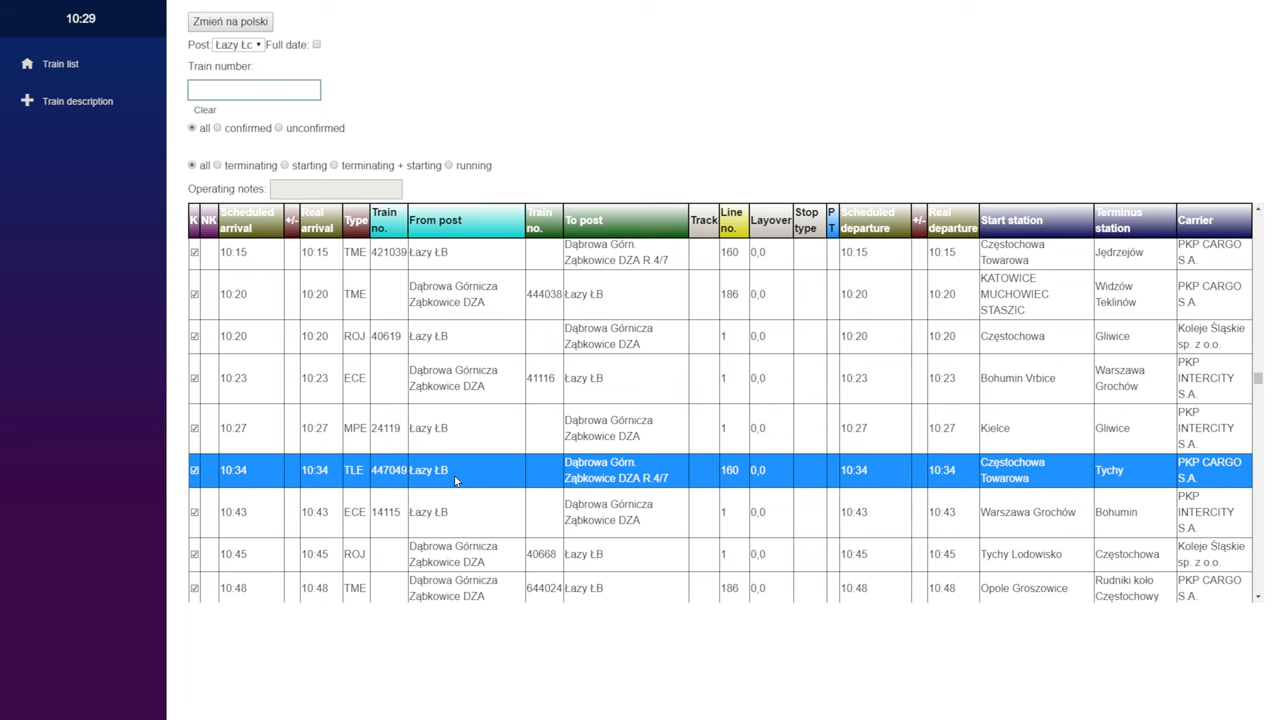 10:29
Train list
Train description
Zmień na polski
Post: Łazy Łc Full date:
Train number:
Clear
all confirmed unconfirmed
all terminating starting terminating + starting running
Operating notes:
K NK Scheduled arrival +/- Real arrival Type Train no. From post Train no. To post Track Line no. Layover Stop type P T Scheduled departure +/- Real departure Start station Terminus station Carrier
10:15 10:15 TME 421039 Łazy ŁB Dąbrowa Górn. Ząbkowice DZA R.4/7 160 0,0 10:15 10:15 Częstochowa Towarowa Jędrzejów PKP CARGO S.A.
10:20 10:20 TME Dąbrowa Górnicza Ząbkowice DZA 444038 Łazy ŁB 186 0,0 10:20 10:20 KATOWICE MUCHOWIEC STASZIC Widzów Teklinów PKP CARGO S.A.
10:20 10:20 ROJ 40619 Łazy ŁB Dąbrowa Górnicza Ząbkowice DZA 1 0,0 10:20 10:20 Częstochowa Gliwice Koleje Śląskie sp. z o.o.
10:23 10:23 ECE Dąbrowa Górnicza Ząbkowice DZA 41116 Łazy ŁB 1 0,0 10:23 10:23 Bohumin Vrbice Warszawa Grochów PKP INTERCITY S.A.
10:27 10:27 MPE 24119 Łazy ŁB Dąbrowa Górnicza Ząbkowice DZA 1 0,0 10:27 10:27 Kielce Gliwice PKP INTERCITY S.A.
10:34 10:34 TLE 447049 Łazy ŁB Dąbrowa Górn. Ząbkowice DZA R.4/7 160 0,0 10:34 10:34 Częstochowa Towarowa Tychy PKP CARGO S.A.
10:43 10:43 ECE 14115 Łazy ŁB Dąbrowa Górnicza Ząbkowice DZA 1 0,0 10:43 10:43 Warszawa Grochów Bohumin PKP INTERCITY S.A.
10:45 10:45 ROJ Dąbrowa Górnicza Ząbkowice DZA 40668 Łazy ŁB 1 0,0 10:45 10:45 Tychy Lodowisko Częstochowa Koleje Śląskie sp. z o.o.
10:48 10:48 TME Dąbrowa Górnicza Ząbkowice DZA 644024 Łazy ŁB 186 0,0 10:48 10:48 Opole Groszowice Rudniki koło Częstochowy PKP CARGO S.A.